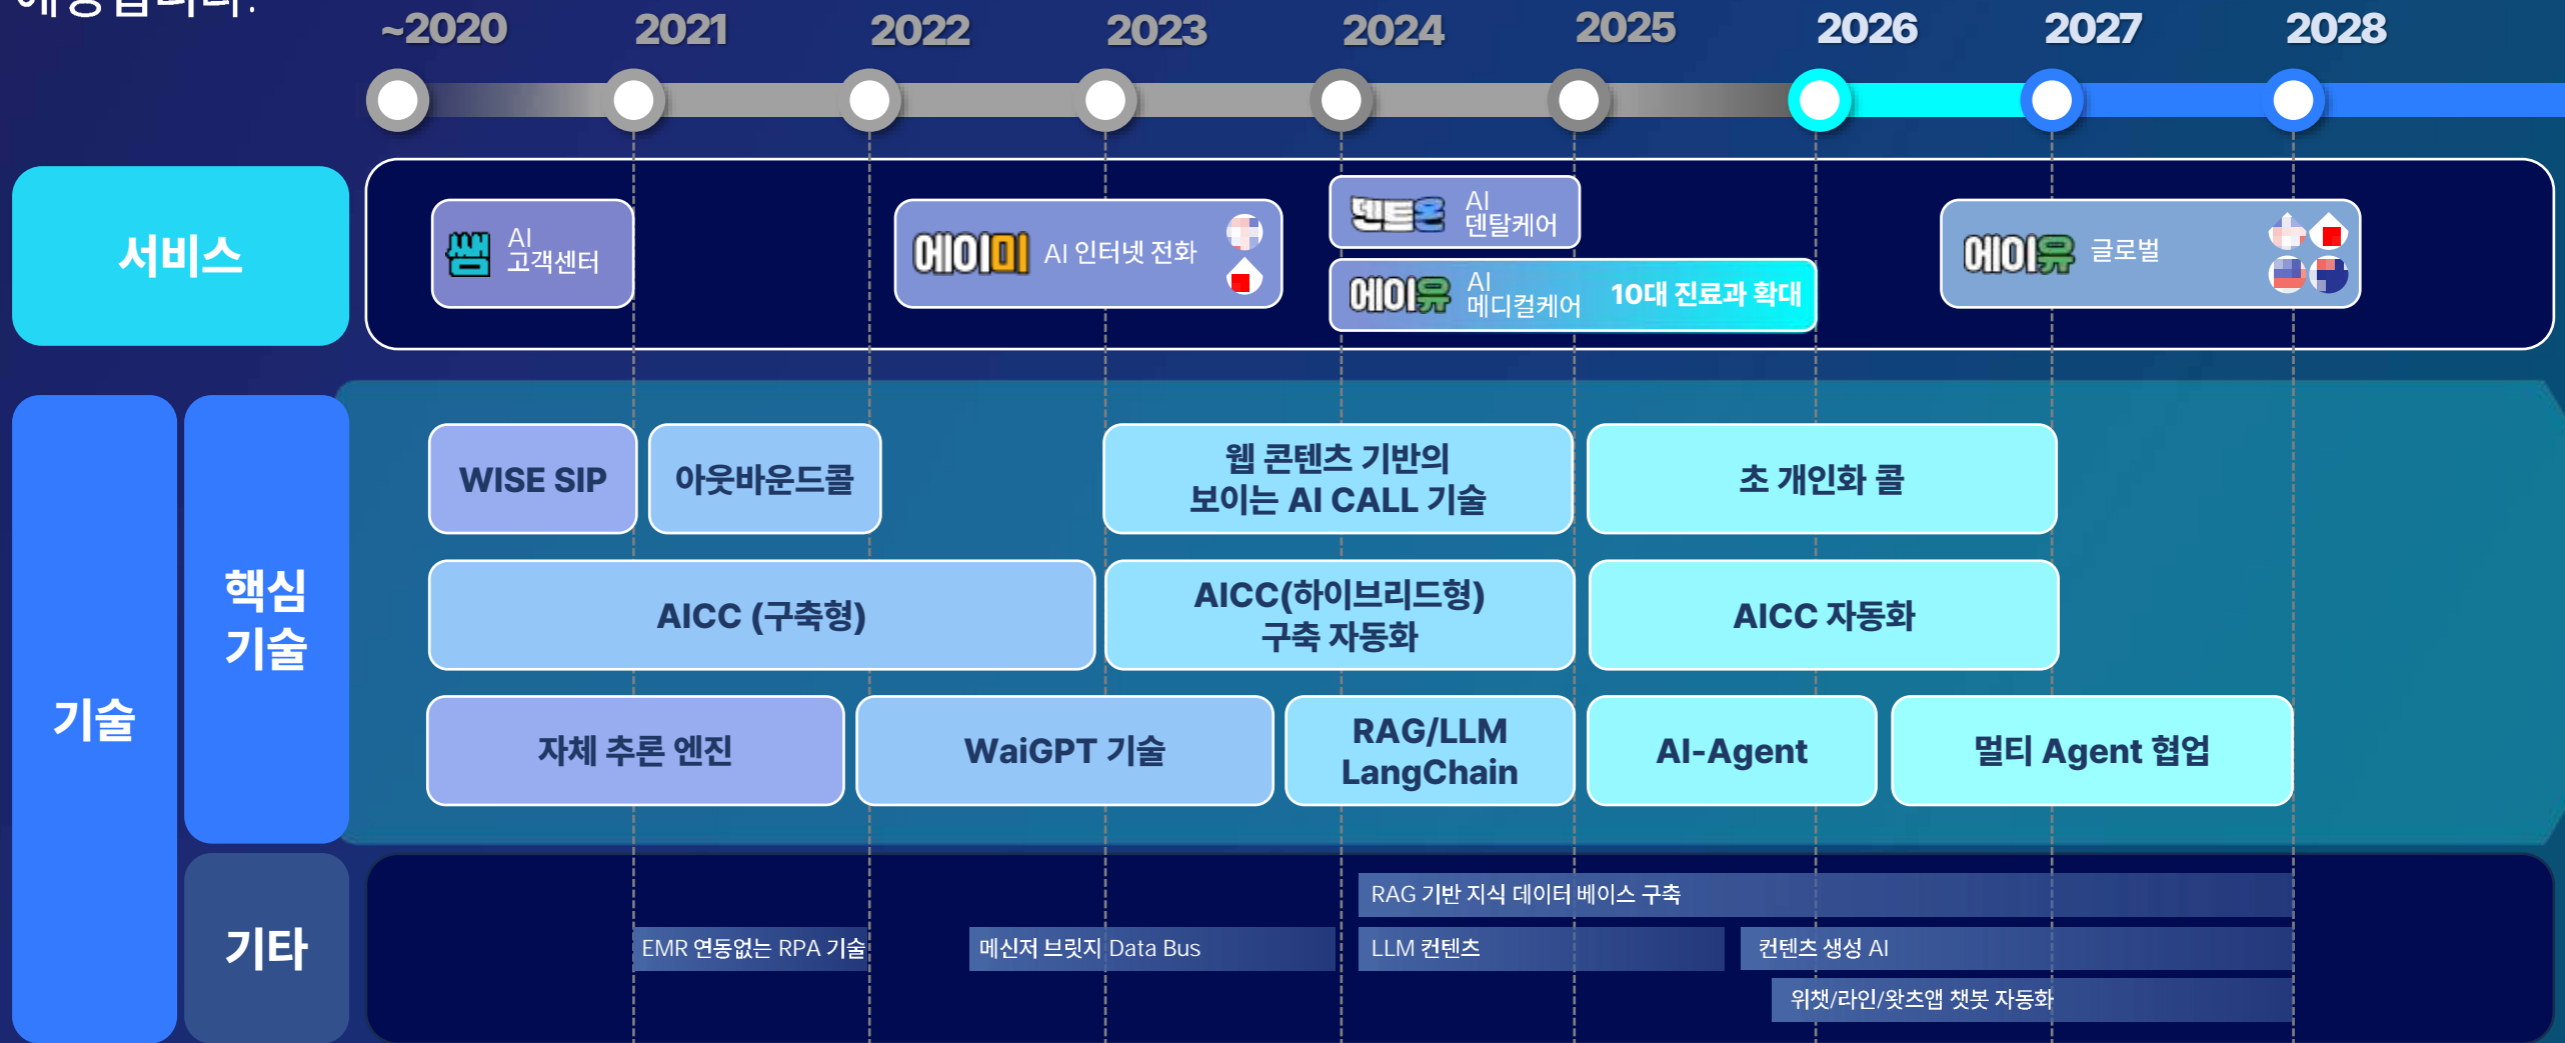 ~2020 2021 2022 2023 2024 2025 2026 2027 2028
서비스
쌤 AI
고객센터
에이미 AI 인터넷 전화
덴트온 AI
덴탈케어
에이유 AI
메디컬케어
10대 진료과 확대
에이유 글로벌
기술
핵심
기술
WISE SIP
아웃바운드콜
웹 콘텐츠 기반의
보이는 AI CALL 기술
초 개인화 콜
AICC (구축형)
AICC(하이브리드형)
구축 자동화
AICC 자동화
자체 추론 엔진
WaiGPT 기술
RAG/LLM
LangChain
AI-Agent
멀티 Agent 협업
기타
RAG 기반 지식 데이터 베이스 구축
EMR 연동없는 RPA 기술
메신저 브릿지 Data Bus
LLM 컨텐츠
컨텐츠 생성 AI
위챗/라인/왓츠앱 챗봇 자동화